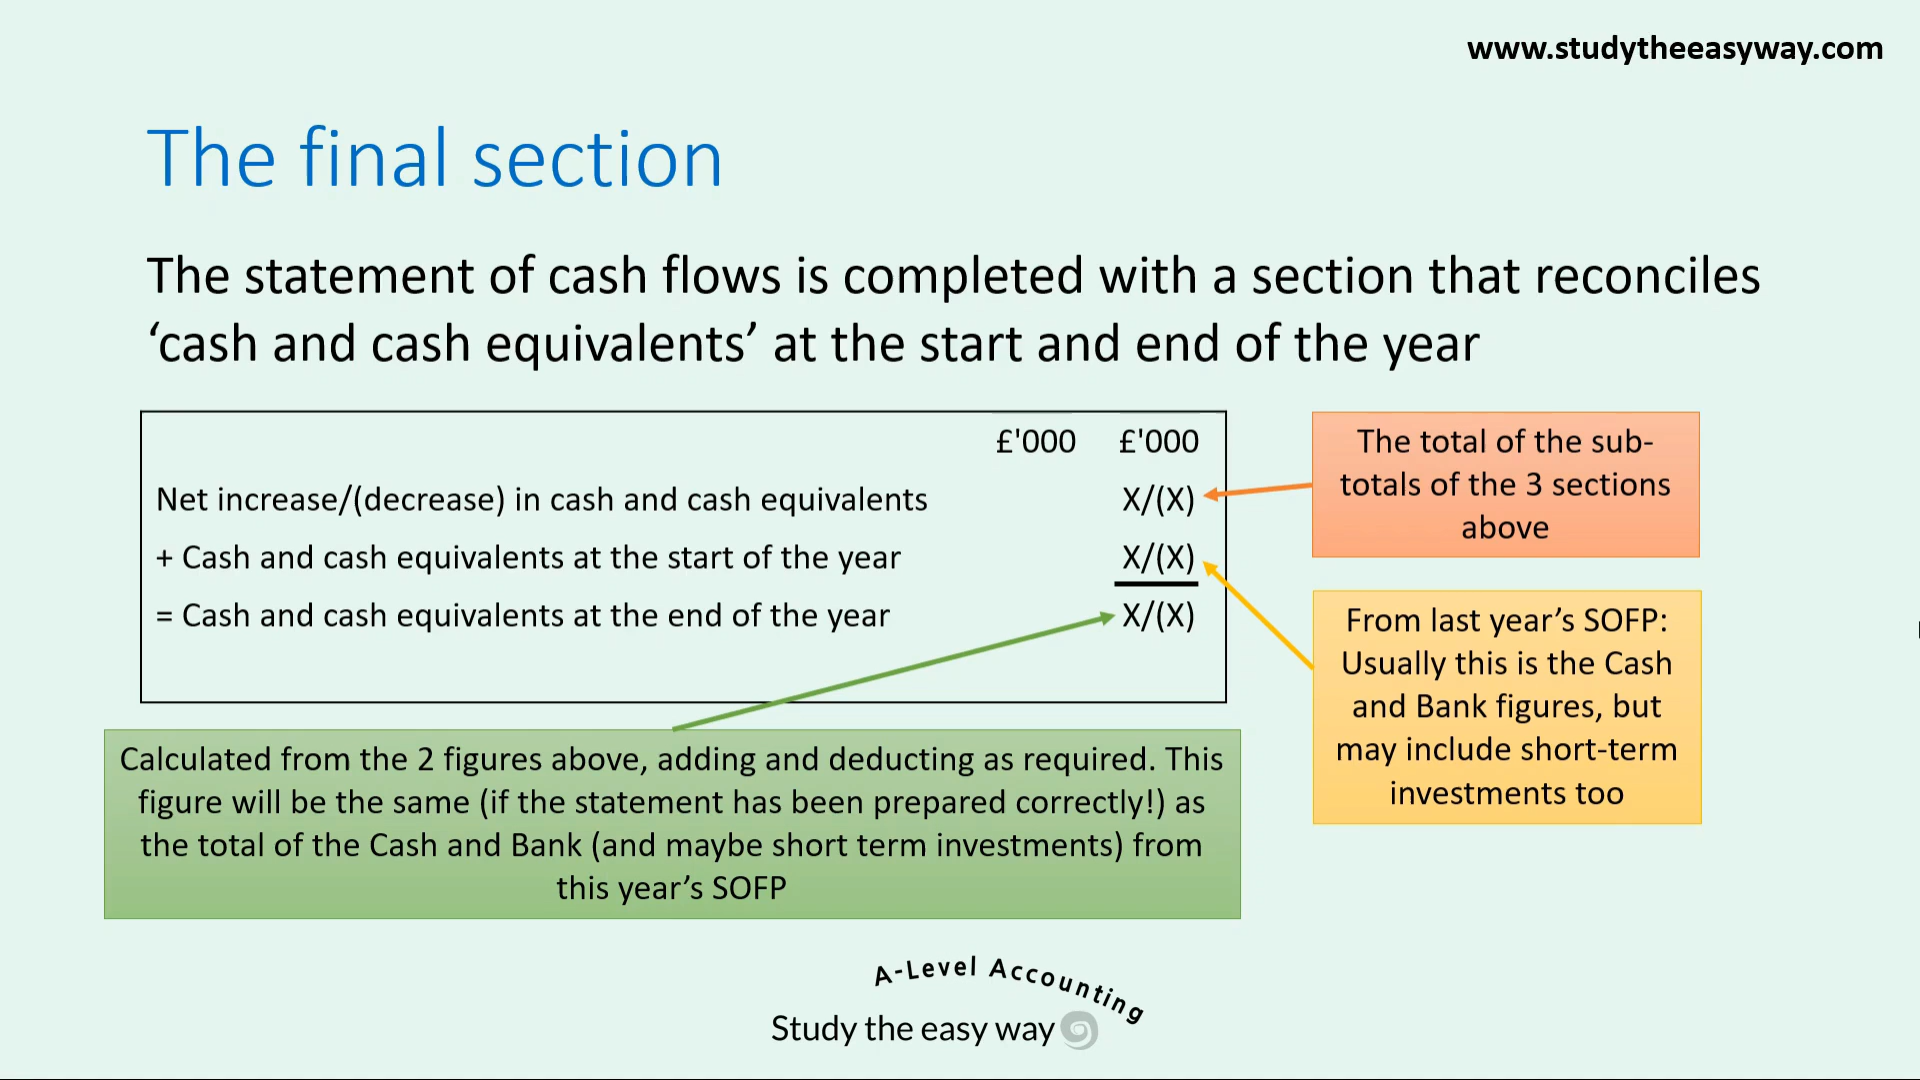 www.studytheeasyway.com
The final section
The statement of cash flows is completed with a section that reconciles
‘cash and cash equivalents’ at the start and end of the year
£'000 £'000
Net increase/(decrease) in cash and cash equivalents X/(X)
+ Cash and cash equivalents at the start of the year X/(X)
= Cash and cash equivalents at the end of the year X/(X)
The total of the sub-
totals of the 3 sections
above
From last year’s SOFP:
Usually this is the Cash
and Bank figures, but
may include short-term
investments too
Calculated from the 2 figures above, adding and deducting as required. This
figure will be the same (if the statement has been prepared correctly!) as
the total of the Cash and Bank (and maybe short term investments) from
this year’s SOFP
A-Level Accounting
Study the easy way